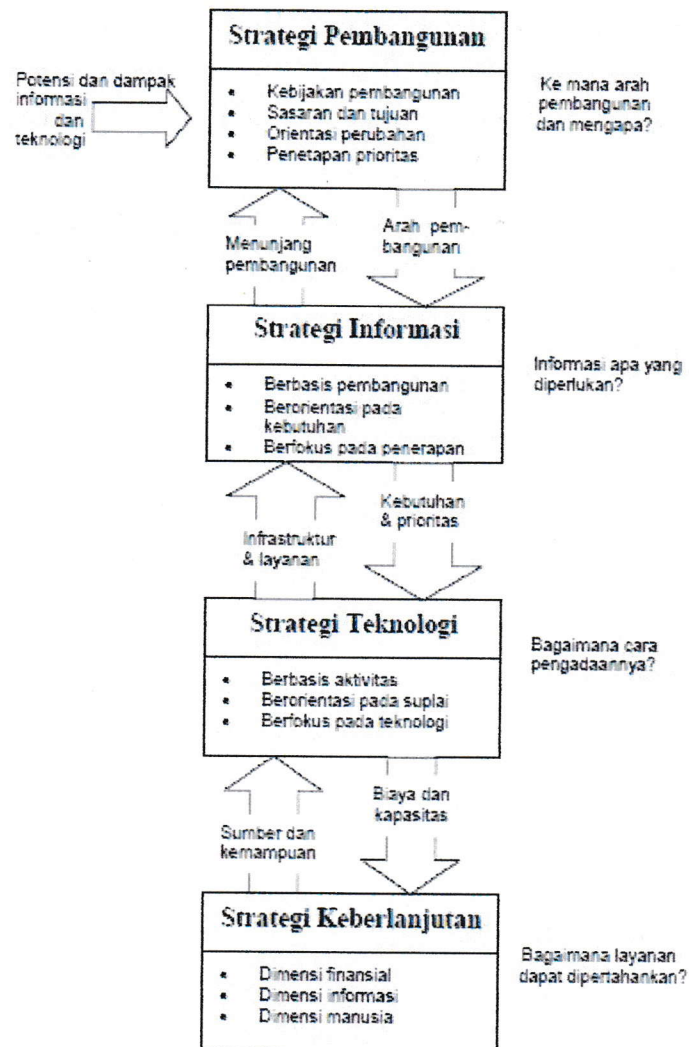 Strategi Pembangunan
Potensi dan dampak
informasi
dan
teknologi
• Kebijakan pembangunan
• Sasaran dan tujuan
• Orientasi perubahan
• Penetapan prioritas
Ke mana arah
pembangunan
dan mengapa?
Menunjang
pembangunan
Arah pem-
bangunan
Strategi Informasi
• Berbasis pembangunan
• Berorientasi pada
kebutuhan
• Berfokus pada penerapan
Informasi apa yang
diperlukan?
Infrastruktur
& layanan
Kebutuhan
& prioritas
Strategi Teknologi
• Berbasis aktivitas
• Berorientasi pada suplai
• Berfokus pada teknologi
Bagaimana cara
pengadaannya?
Sumber dan
kemampuan
Biaya dan
kapasitas
Strategi Keberlanjutan
• Dimensi finansial
• Dimensi informasi
• Dimensi manusia
Bagaimana layanan
dapat dipertahankan?